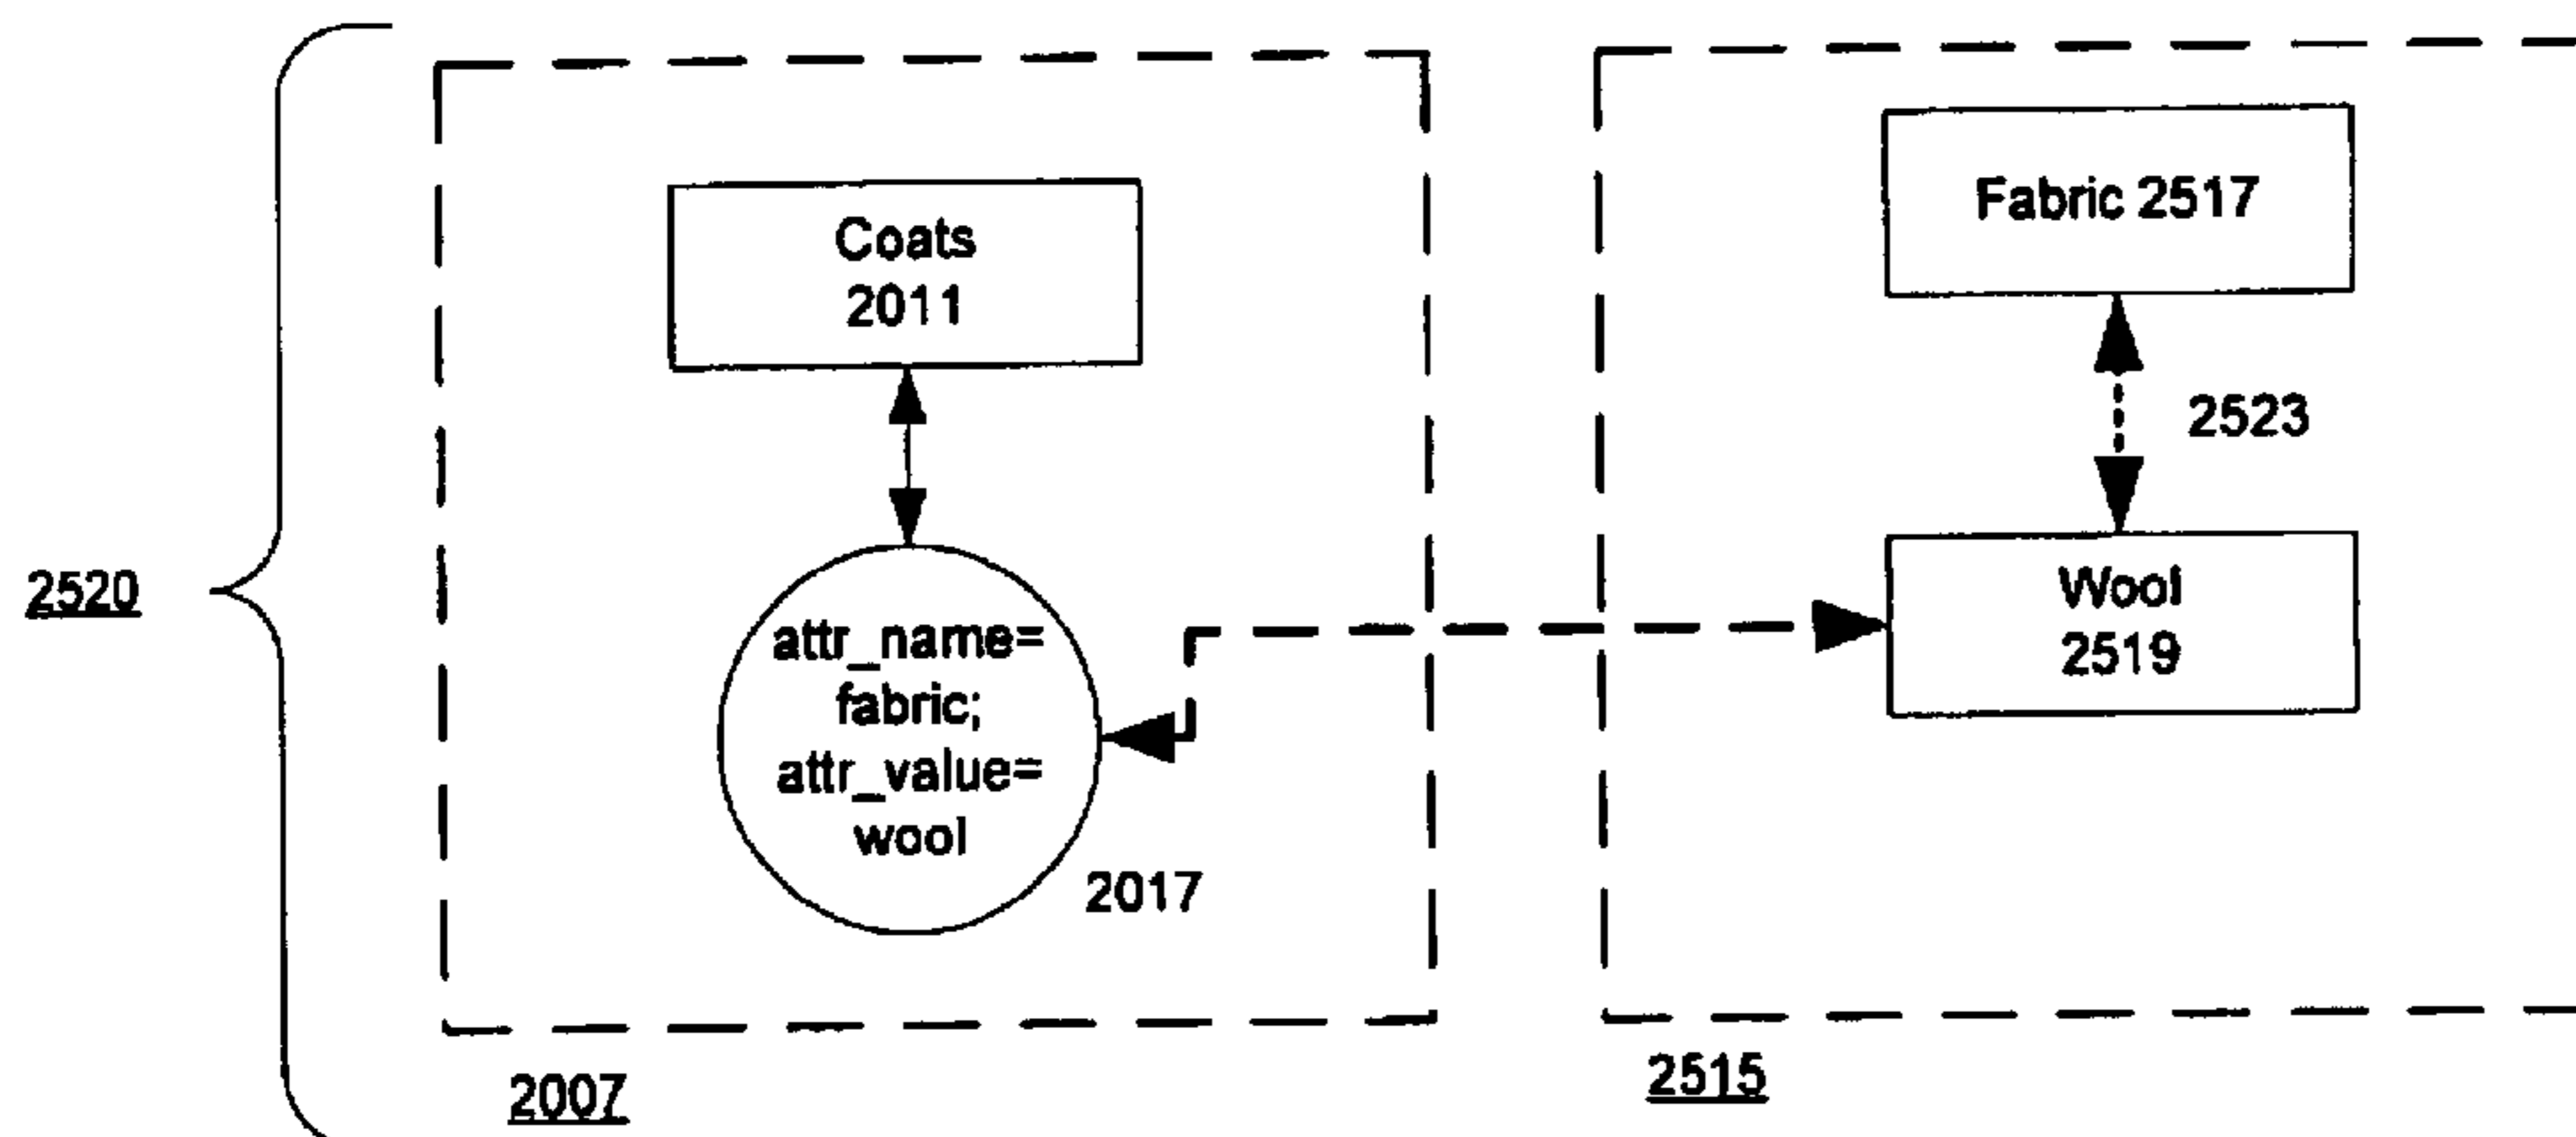 Coats
2011
attr_name=
fabric;
attr_value=
wool
2017
2007
2520
Fabric 2517
2523
Wool
2519
2515